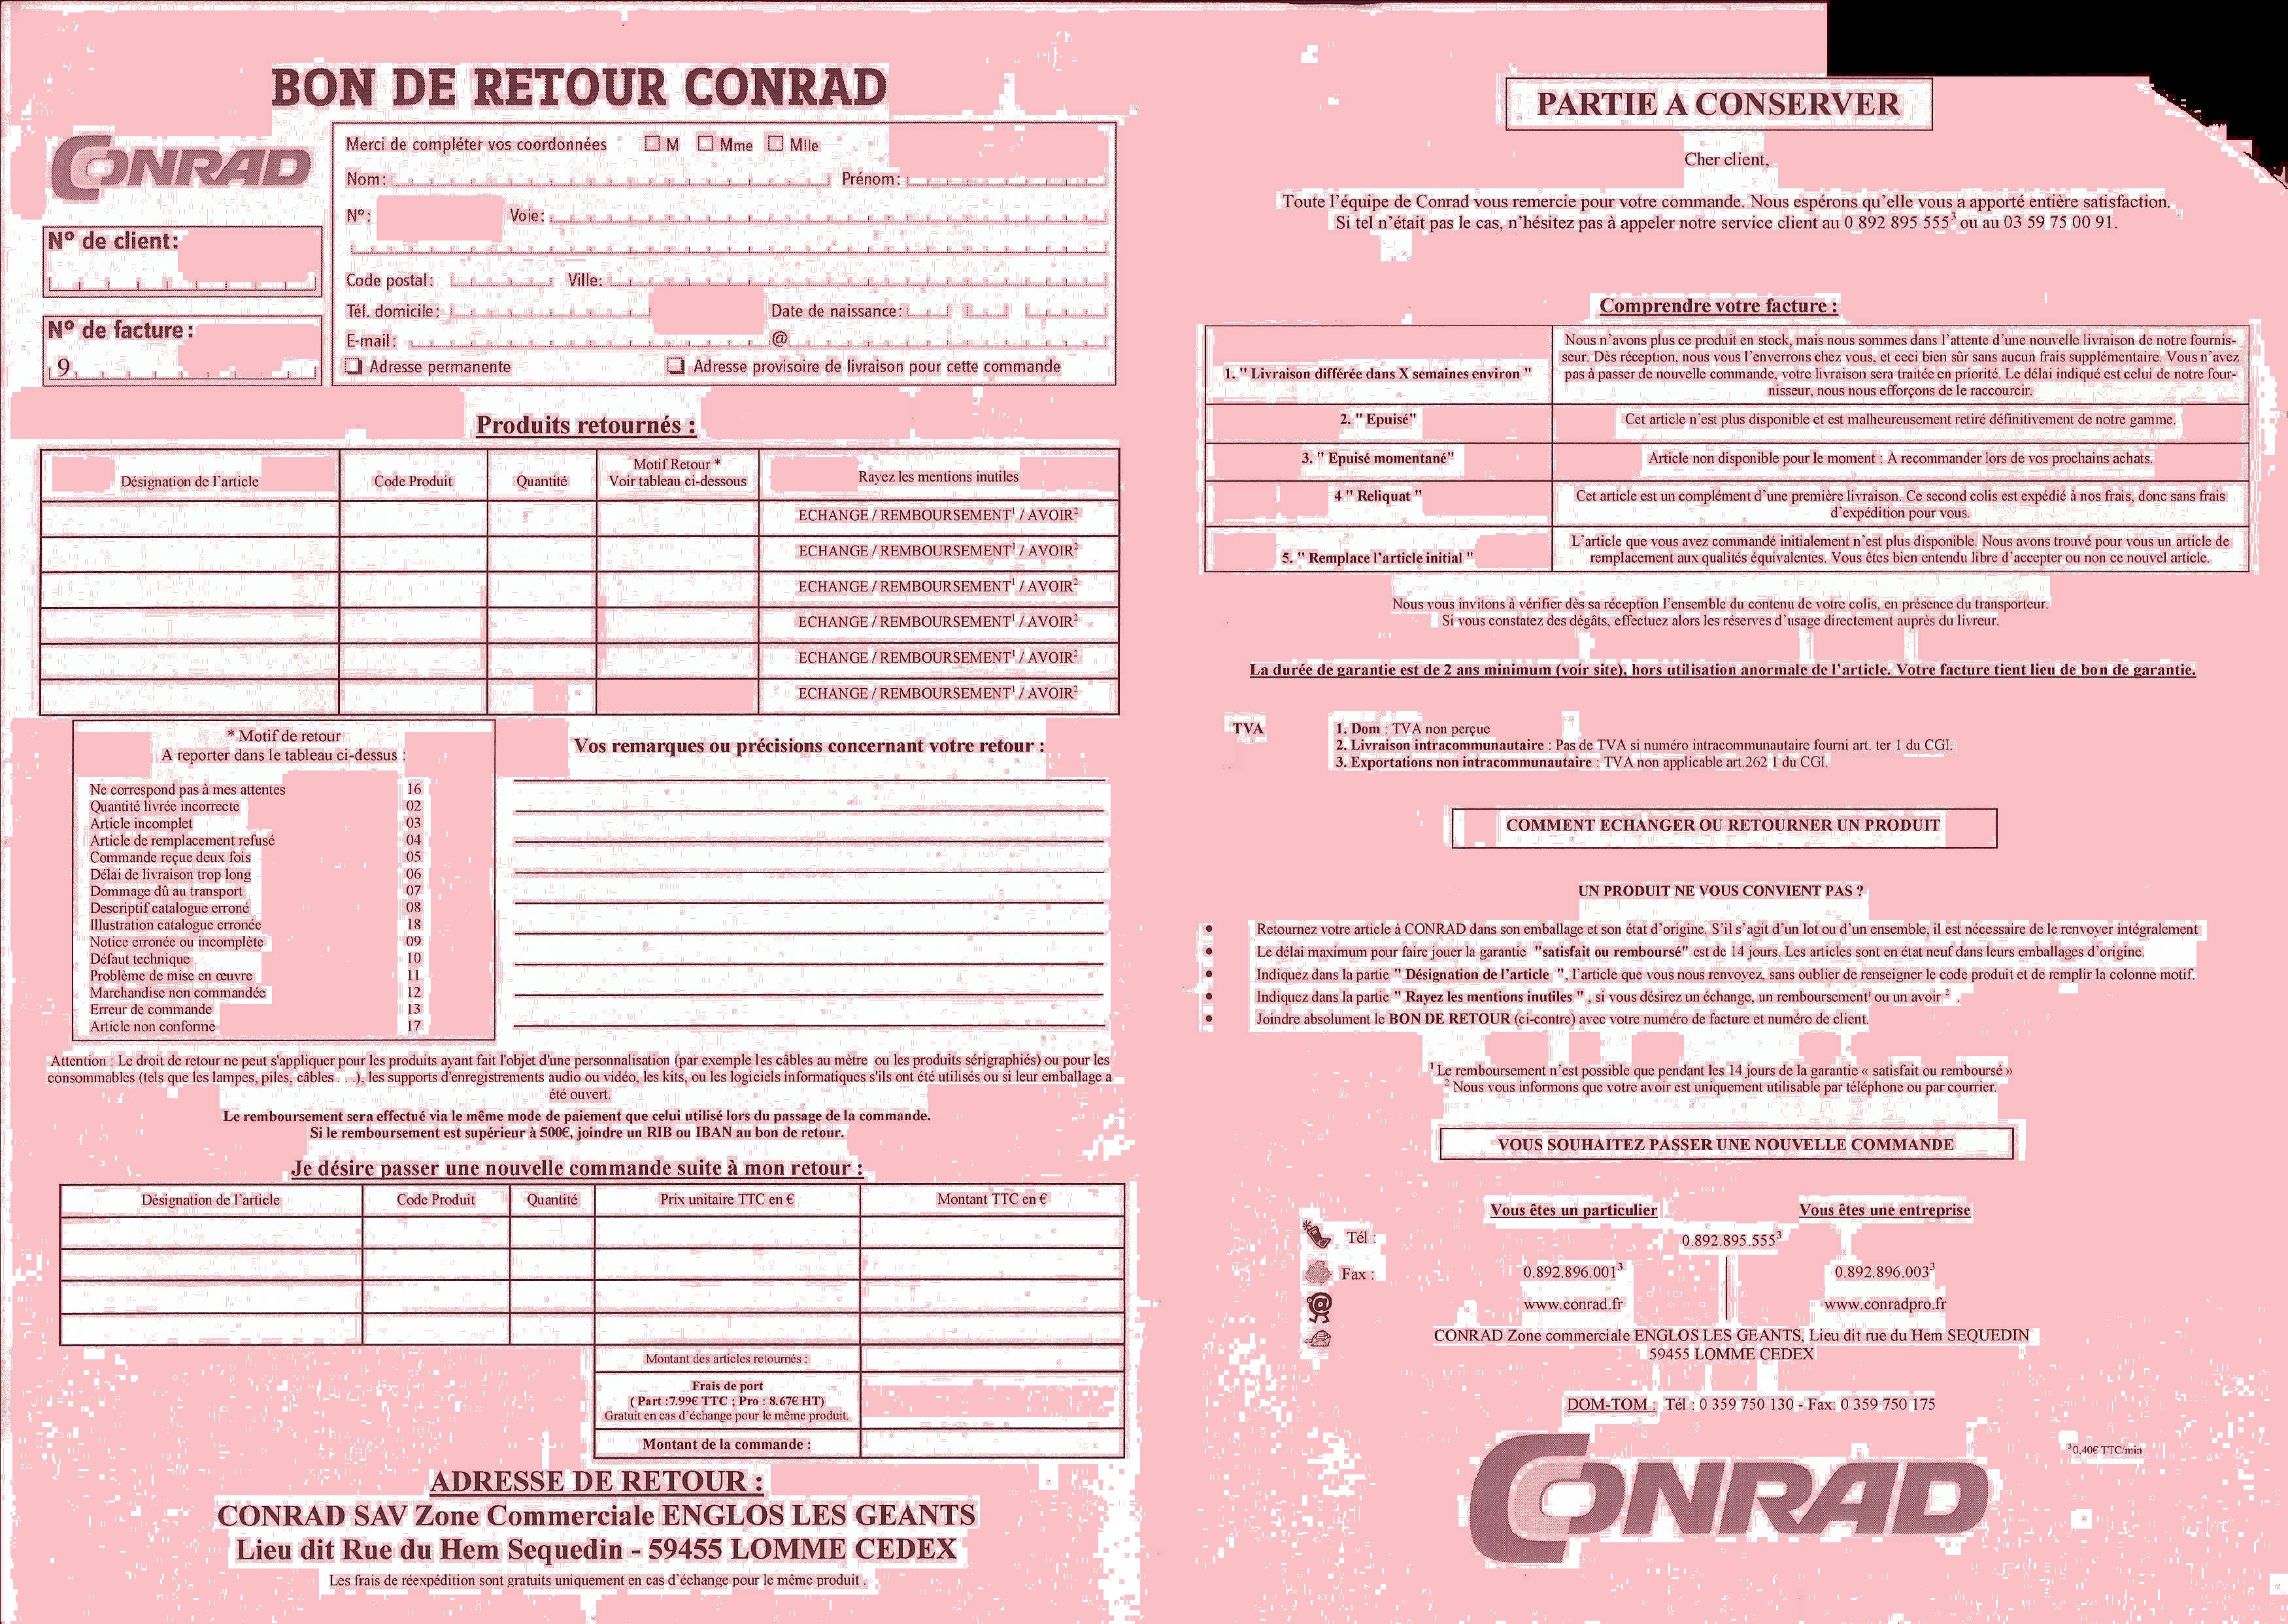 BON DE RETOUR CONRAD
CONRAD
Merci de compléter vos coordonnées M Mme Mlle
Nom: Prénom:
N°: Voie:
Code postal: Ville:
Tél. domicile: Date de naissance:
E-mail: @
Adresse permanente Adresse provisoire de livraison pour cette commande
N° de client:
N° de facture:
9
Produits retournés :
Désignation de l'article Code Produit Quantité Motif Retour * Voir tableau ci-dessous Rayez les mentions inutiles
ECHANGE / REMBOURSEMENT¹ / AVOIR²
ECHANGE / REMBOURSEMENT¹ / AVOIR²
ECHANGE / REMBOURSEMENT¹ / AVOIR²
ECHANGE / REMBOURSEMENT¹ / AVOIR²
ECHANGE / REMBOURSEMENT¹ / AVOIR²
ECHANGE / REMBOURSEMENT¹ / AVOIR²
* Motif de retour
A reporter dans le tableau ci-dessus :
Ne correspond pas à mes attentes 16
Quantité livrée incorrecte 02
Article incomplet 03
Article de remplacement refusé 04
Commande reçue deux fois 05
Délai de livraison trop long 06
Dommage dû au transport 07
Descriptif catalogue erroné 08
Illustration catalogue erronée 18
Notice erronée ou incomplète 09
Défaut technique 10
Problème de mise en œuvre 11
Marchandise non commandée 12
Erreur de commande 13
Article non conforme 17
Vos remarques ou précisions concernant votre retour :
Attention : Le droit de retour ne peut s'appliquer pour les produits ayant fait l'objet d'une personnalisation (par exemple les câbles au mètre ou les produits sérigraphiés) ou pour les
consommables (tels que les lampes, piles, câbles . . .), les supports d'enregistrements audio ou vidéo, les kits, ou les logiciels informatiques s'ils ont été utilisés ou si leur emballage a
été ouvert.
Le remboursement sera effectué via le même mode de paiement que celui utilisé lors du passage de la commande.
Si le remboursement est supérieur à 500€, joindre un RIB ou IBAN au bon de retour.
Je désire passer une nouvelle commande suite à mon retour :
Désignation de l'article Code Produit Quantité Prix unitaire TTC en € Montant TTC en €
Montant des articles retournés :
Frais de port
( Part :7.99€ TTC ; Pro : 8.67€ HT)
Gratuit en cas d'échange pour le même produit.
Montant de la commande :
ADRESSE DE RETOUR :
CONRAD SAV Zone Commerciale ENGLOS LES GEANTS
Lieu dit Rue du Hem Sequedin - 59455 LOMME CEDEX
Les frais de réexpédition sont gratuits uniquement en cas d'échange pour le même produit .
PARTIE A CONSERVER
Cher client,
Toute l'équipe de Conrad vous remercie pour votre commande. Nous espérons qu'elle vous a apporté entière satisfaction.
Si tel n'était pas le cas, n'hésitez pas à appeler notre service client au 0 892 895 555³ ou au 03 59 75 00 91.
Comprendre votre facture :
1. " Livraison différée dans X semaines environ "
Nous n'avons plus ce produit en stock, mais nous sommes dans l'attente d'une nouvelle livraison de notre fournis-
seur. Dès réception, nous vous l'enverrons chez vous, et ceci bien sûr sans aucun frais supplémentaire. Vous n'avez
pas à passer de nouvelle commande, votre livraison sera traitée en priorité. Le délai indiqué est celui de notre four-
nisseur, nous nous efforçons de le raccourcir.
2. " Epuisé" Cet article n'est plus disponible et est malheureusement retiré définitivement de notre gamme.
3. " Epuisé momentané" Article non disponible pour le moment : A recommander lors de vos prochains achats.
4 " Reliquat " Cet article est un complément d'une première livraison. Ce second colis est expédié à nos frais, donc sans frais
d'expédition pour vous.
5. " Remplace l'article initial "
L'article que vous avez commandé initialement n'est plus disponible. Nous avons trouvé pour vous un article de
remplacement aux qualités équivalentes. Vous êtes bien entendu libre d'accepter ou non ce nouvel article.
Nous vous invitons à vérifier dès sa réception l'ensemble du contenu de votre colis, en présence du transporteur.
Si vous constatez des dégâts, effectuez alors les réserves d'usage directement auprès du livreur.
La durée de garantie est de 2 ans minimum (voir site), hors utilisation anormale de l'article. Votre facture tient lieu de bon de garantie.
TVA 1. Dom : TVA non perçue
2. Livraison intracommunautaire : Pas de TVA si numéro intracommunautaire fourni art. ter 1 du CGI.
3. Exportations non intracommunautaire : TVA non applicable art.262 1 du CGI.
COMMENT ECHANGER OU RETOURNER UN PRODUIT
UN PRODUIT NE VOUS CONVIENT PAS ?
• Retournez votre article à CONRAD dans son emballage et son état d'origine. S'il s'agit d'un lot ou d'un ensemble, il est nécessaire de le renvoyer intégralement
• Le délai maximum pour faire jouer la garantie "satisfait ou remboursé" est de 14 jours. Les articles sont en état neuf dans leurs emballages d'origine.
• Indiquez dans la partie " Désignation de l'article ", l'article que vous nous renvoyez, sans oublier de renseigner le code produit et de remplir la colonne motif.
• Indiquez dans la partie " Rayez les mentions inutiles " , si vous désirez un échange, un remboursement¹ ou un avoir ² .
• Joindre absolument le BON DE RETOUR (ci-contre) avec votre numéro de facture et numéro de client.
¹ Le remboursement n'est possible que pendant les 14 jours de la garantie « satisfait ou remboursé »
² Nous vous informons que votre avoir est uniquement utilisable par téléphone ou par courrier.
VOUS SOUHAITEZ PASSER UNE NOUVELLE COMMANDE
Vous êtes un particulier Vous êtes une entreprise
Tél : 0.892.895.555³
Fax : 0.892.896.001³ 0.892.896.003³
www.conrad.fr www.conradpro.fr
CONRAD Zone commerciale ENGLOS LES GEANTS, Lieu dit rue du Hem SEQUEDIN
59455 LOMME CEDEX
DOM-TOM : Tél : 0 359 750 130 - Fax: 0 359 750 175
³0,40€ TTC/min
CONRAD